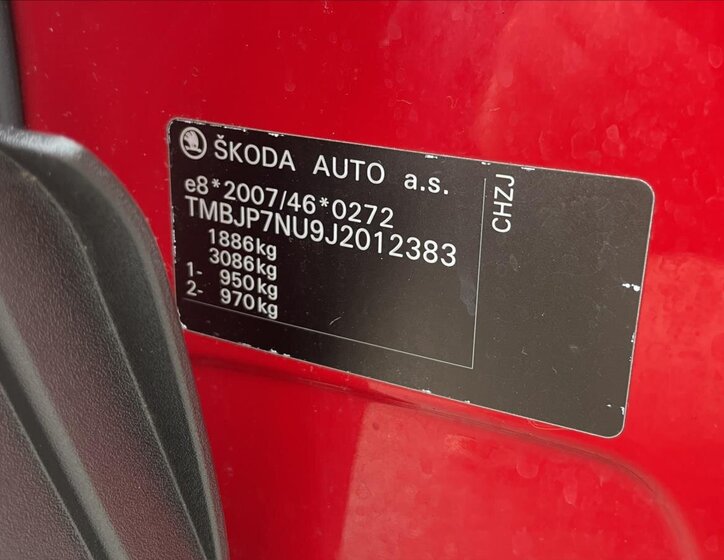 ŠKODA AUTO a.s.
e8*2007/46*0272
TMBJP7NU9J2012383
1886kg
3086kg
1- 950kg
2- 970kg
CHZJ